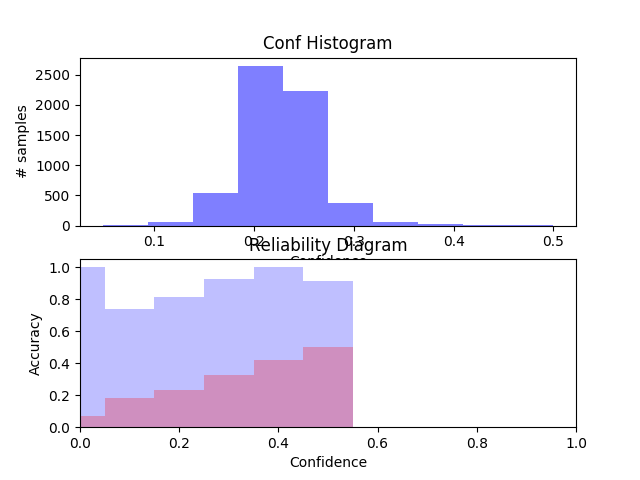 Conf Histogram
# samples
2500
2000
1500
1000
500
0
0.1 0.2 0.3 0.4 0.5
Confidence
Reliability Diagram
Accuracy
1.0
0.8
0.6
0.4
0.2
0.0
0.0 0.2 0.4 0.6 0.8 1.0
Confidence